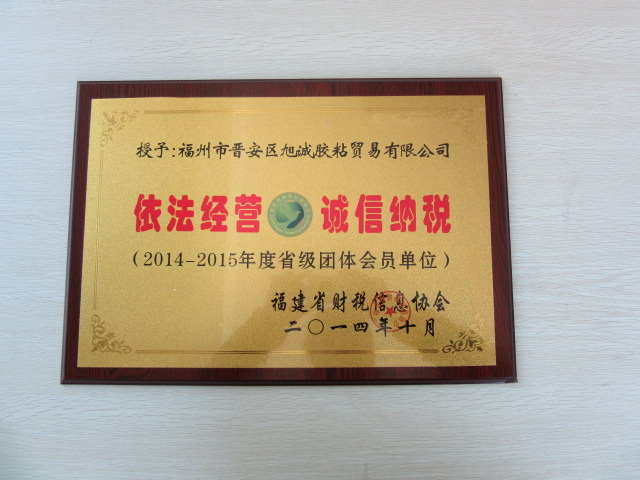 授予:福州市晋安区旭诚胶粘贸易有限公司
依法经营 诚信纳税
(2014-2015年度省级团体会员单位)
福建省财税信息协会
二〇一四年十月